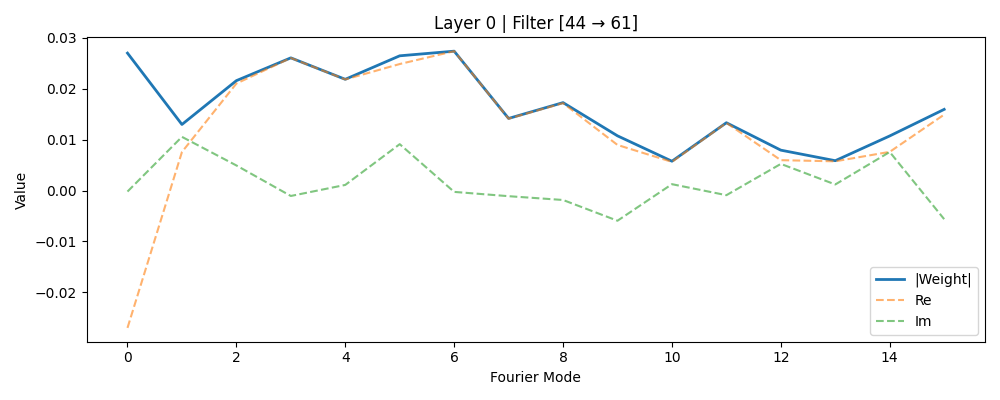 Layer 0 | Filter [44 → 61]
0.03
0.02
0.01
0.00
−0.01
−0.02
Value
0 2 4 6 8 10 12 14
Fourier Mode
|Weight|
Re
Im